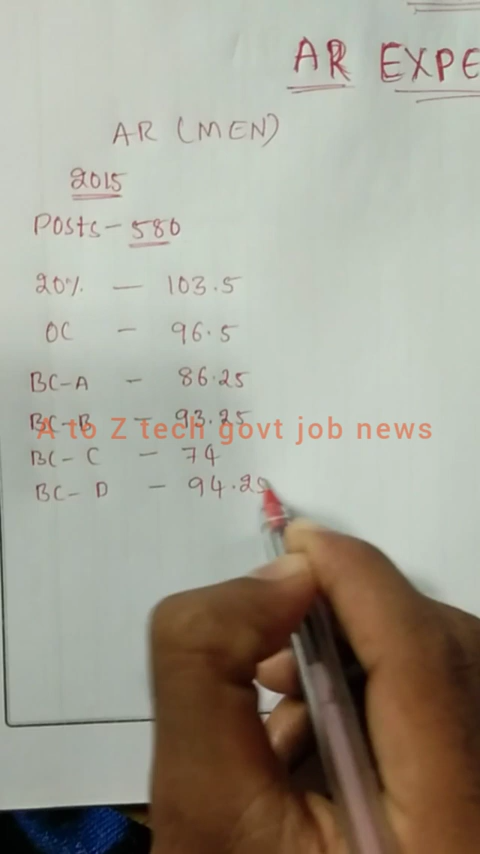 AR EXPE
AR (MEN)
2015
Posts - 580
20% - 103.5
OC - 96.5
BC-A - 86.25
BC-B - 93.25
A to Z tech govt job news
BC-C - 74
BC-D - 94.25